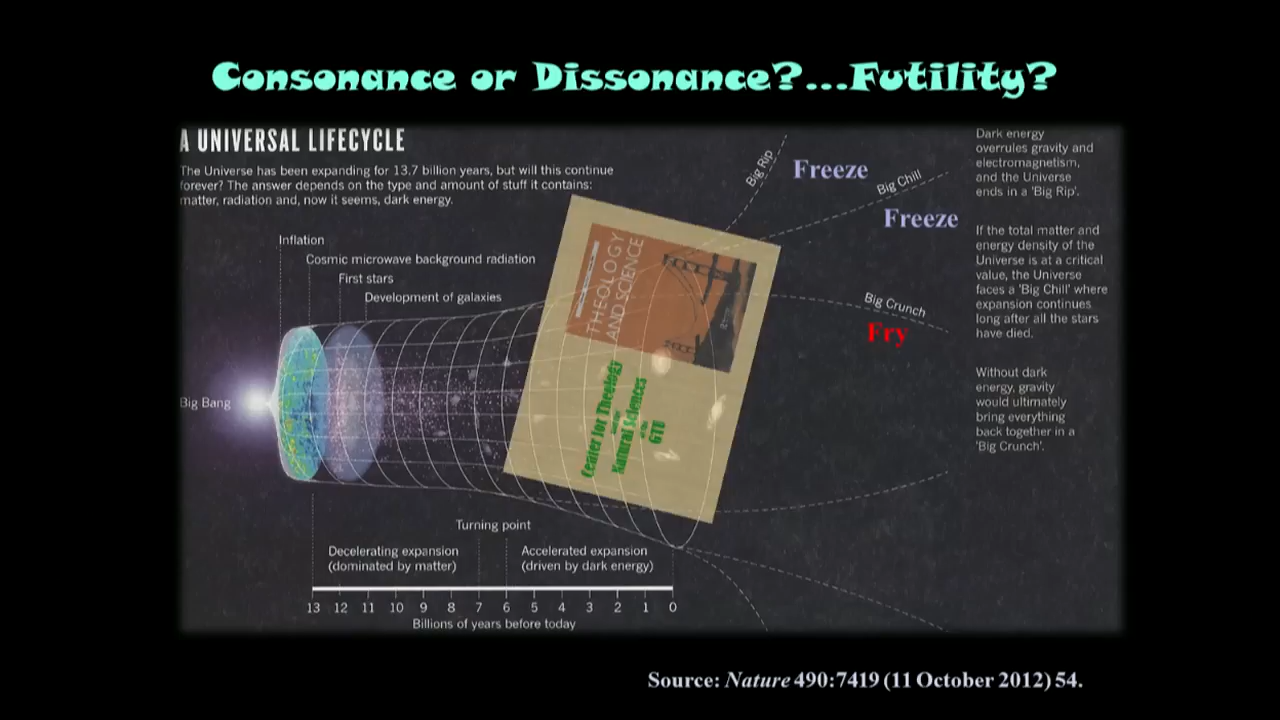 Consonance or Dissonance?...Futility?
A UNIVERSAL LIFECYCLE
The Universe has been expanding for 13.7 billion years, but will this continue
forever? The answer depends on the type and amount of stuff it contains:
matter, radiation and, now it seems, dark energy.
Inflation
Cosmic microwave background radiation
First stars
Development of galaxies
Big Bang
THEOLOGY
AND SCIENCE
Center for Theology
Natural Sciences
GTU
Big Rip
Freeze
Big Chill
Freeze
Big Crunch
Fry
Dark energy
overrules gravity and
electromagnetism,
and the Universe
ends in a 'Big Rip'.
If the total matter and
energy density of the
Universe is at a critical
value, the Universe
faces a 'Big Chill' where
expansion continues
long after all the stars
have died.
Without dark
energy, gravity
would ultimately
bring everything
back together in a
'Big Crunch'.
Turning point
Decelerating expansion
(dominated by matter)
Accelerated expansion
(driven by dark energy)
13 12 11 10 9 8 7 6 5 4 3 2 1 0
Billions of years before today
Source: Nature 490:7419 (11 October 2012) 54.